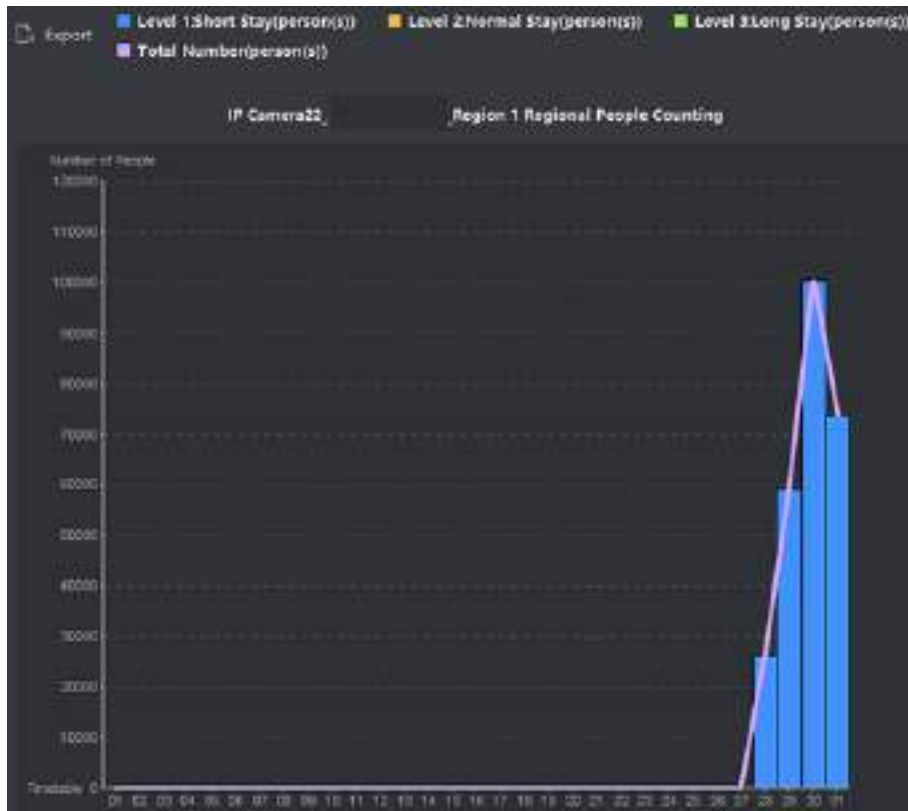 Export
Level 1:Short Stay(person(s))
Level 2:Normal Stay(person(s))
Level 3:Long Stay(person(s))
Total Number(person(s))
IP Camera22_ _Region 1 Regional People Counting
Number of People
120000
110000
100000
90000
80000
70000
60000
50000
40000
30000
20000
10000
Timetable 0
01 02 03 04 05 06 07 08 09 10 11 12 13 14 15 16 17 18 19 20 21 22 23 24 25 26 27 28 29 30